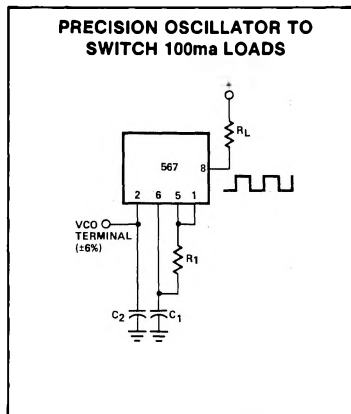 PRECISION OSCILLATOR TO
SWITCH 100ma LOADS
+
RL
567
8
2 6 5 1
VCO
TERMINAL
(±6%)
R1
C2 C1